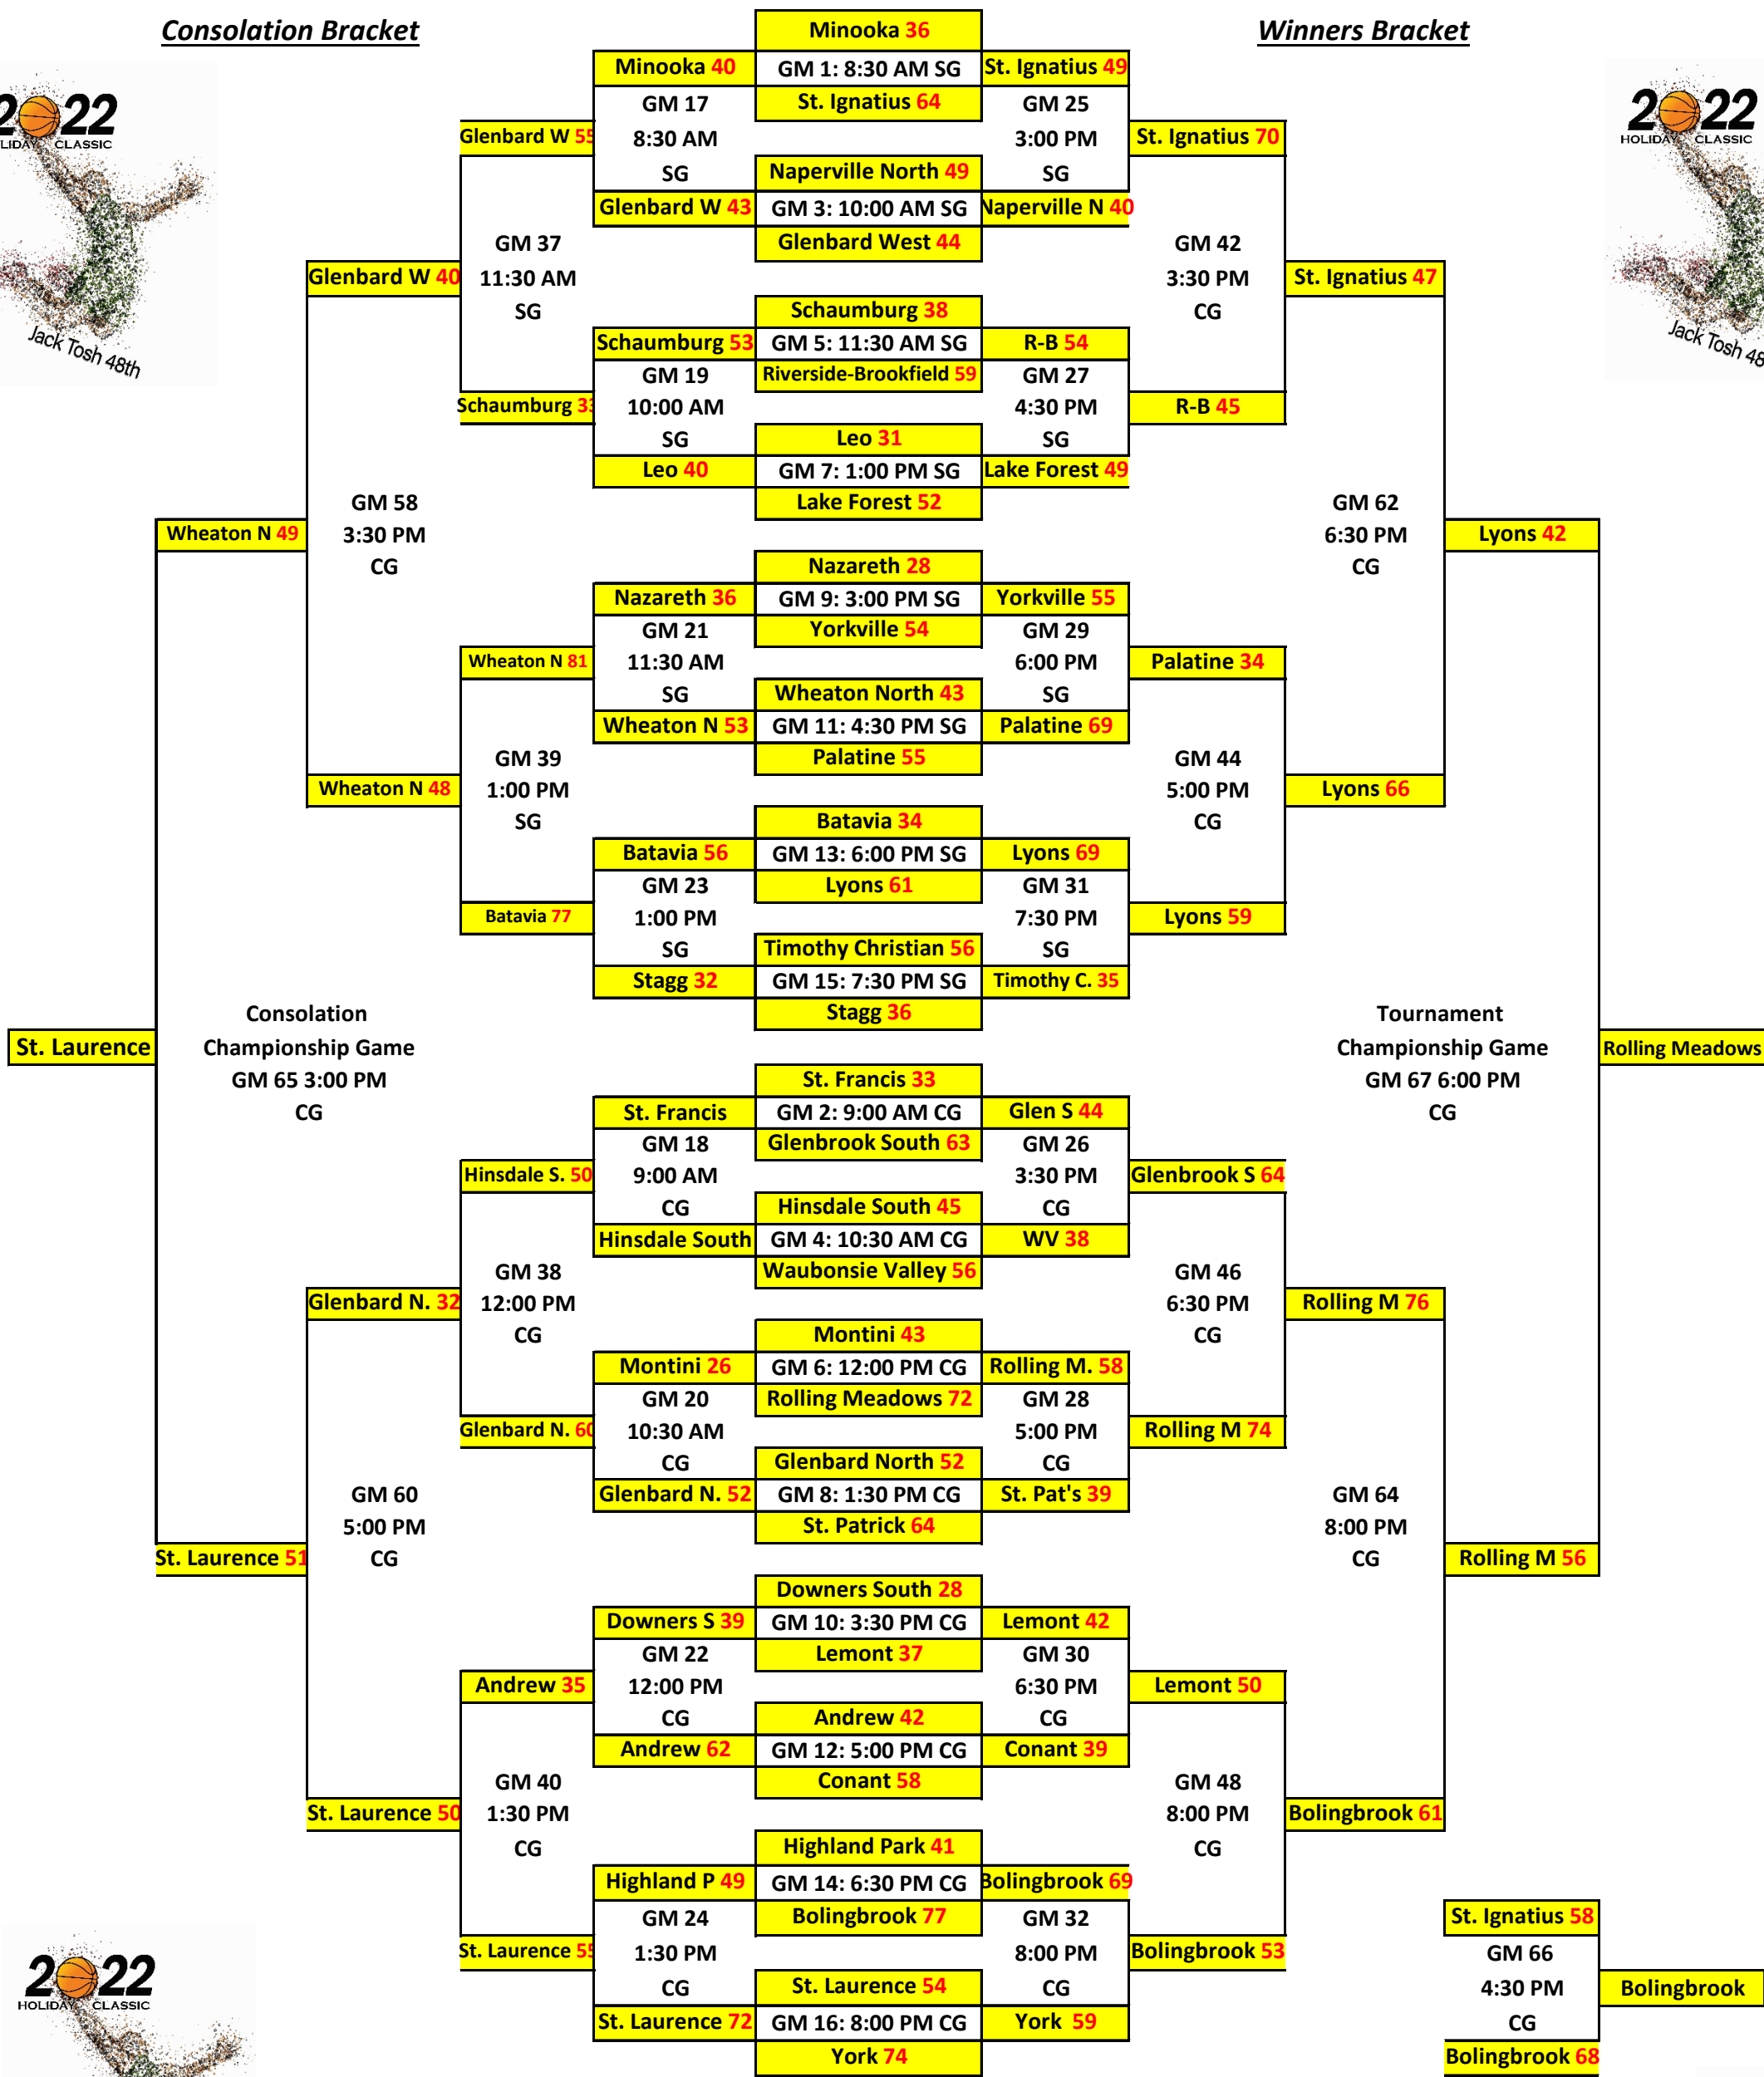 Consolation Bracket
Winners Bracket
2022
HOLIDAY CLASSIC
Jack Tosh 48th
2022
HOLIDAY CLASSIC
Jack Tosh 48
Minooka 36
Minooka 40
GM 1: 8:30 AM SG
St. Ignatius 49
St. Ignatius 64
GM 17
8:30 AM
SG
GM 25
3:00 PM
SG
Glenbard W 55
St. Ignatius 70
Naperville North 49
Glenbard W 43
GM 3: 10:00 AM SG
Naperville N 40
Glenbard West 44
GM 37
11:30 AM
SG
GM 42
3:30 PM
CG
Glenbard W 40
St. Ignatius 47
Schaumburg 38
Schaumburg 53
GM 5: 11:30 AM SG
R-B 54
Riverside-Brookfield 59
GM 19
10:00 AM
SG
GM 27
4:30 PM
SG
Schaumburg 33
R-B 45
Leo 31
Leo 40
GM 7: 1:00 PM SG
Lake Forest 49
Lake Forest 52
GM 58
3:30 PM
CG
GM 62
6:30 PM
CG
Wheaton N 49
Lyons 42
Nazareth 28
Nazareth 36
GM 9: 3:00 PM SG
Yorkville 55
Yorkville 54
GM 21
11:30 AM
SG
GM 29
6:00 PM
SG
Wheaton N 81
Palatine 34
Wheaton North 43
Wheaton N 53
GM 11: 4:30 PM SG
Palatine 69
Palatine 55
GM 39
1:00 PM
SG
GM 44
5:00 PM
CG
Wheaton N 48
Lyons 66
Batavia 34
Batavia 56
GM 13: 6:00 PM SG
Lyons 69
Lyons 61
GM 23
1:00 PM
SG
GM 31
7:30 PM
SG
Batavia 77
Lyons 59
Timothy Christian 56
Stagg 32
GM 15: 7:30 PM SG
Timothy C. 35
Stagg 36
St. Laurence
Consolation
Championship Game
GM 65 3:00 PM
CG
Tournament
Championship Game
GM 67 6:00 PM
CG
Rolling Meadows
St. Francis 33
St. Francis
GM 2: 9:00 AM CG
Glen S 44
Glenbrook South 63
GM 18
9:00 AM
CG
GM 26
3:30 PM
CG
Hinsdale S. 50
Glenbrook S 64
Hinsdale South 45
Hinsdale South
GM 4: 10:30 AM CG
WV 38
Waubonsie Valley 56
GM 38
12:00 PM
CG
GM 46
6:30 PM
CG
Glenbard N. 32
Rolling M 76
Montini 43
Montini 26
GM 6: 12:00 PM CG
Rolling M. 58
Rolling Meadows 72
GM 20
10:30 AM
CG
GM 28
5:00 PM
CG
Glenbard N. 60
Rolling M 74
Glenbard North 52
Glenbard N. 52
GM 8: 1:30 PM CG
St. Pat's 39
St. Patrick 64
GM 60
5:00 PM
CG
GM 64
8:00 PM
CG
St. Laurence 51
Rolling M 56
Downers South 28
Downers S 39
GM 10: 3:30 PM CG
Lemont 42
Lemont 37
GM 22
12:00 PM
CG
GM 30
6:30 PM
CG
Andrew 35
Lemont 50
Andrew 42
Andrew 62
GM 12: 5:00 PM CG
Conant 39
Conant 58
GM 40
1:30 PM
CG
GM 48
8:00 PM
CG
St. Laurence 50
Bolingbrook 61
Highland Park 41
Highland P 49
GM 14: 6:30 PM CG
Bolingbrook 69
Bolingbrook 77
GM 24
1:30 PM
CG
GM 32
8:00 PM
CG
St. Laurence 55
Bolingbrook 53
St. Laurence 54
St. Laurence 72
GM 16: 8:00 PM CG
York 59
York 74
St. Ignatius 58
GM 66
4:30 PM
CG
Bolingbrook
Bolingbrook 68
2022
HOLIDAY CLASSIC